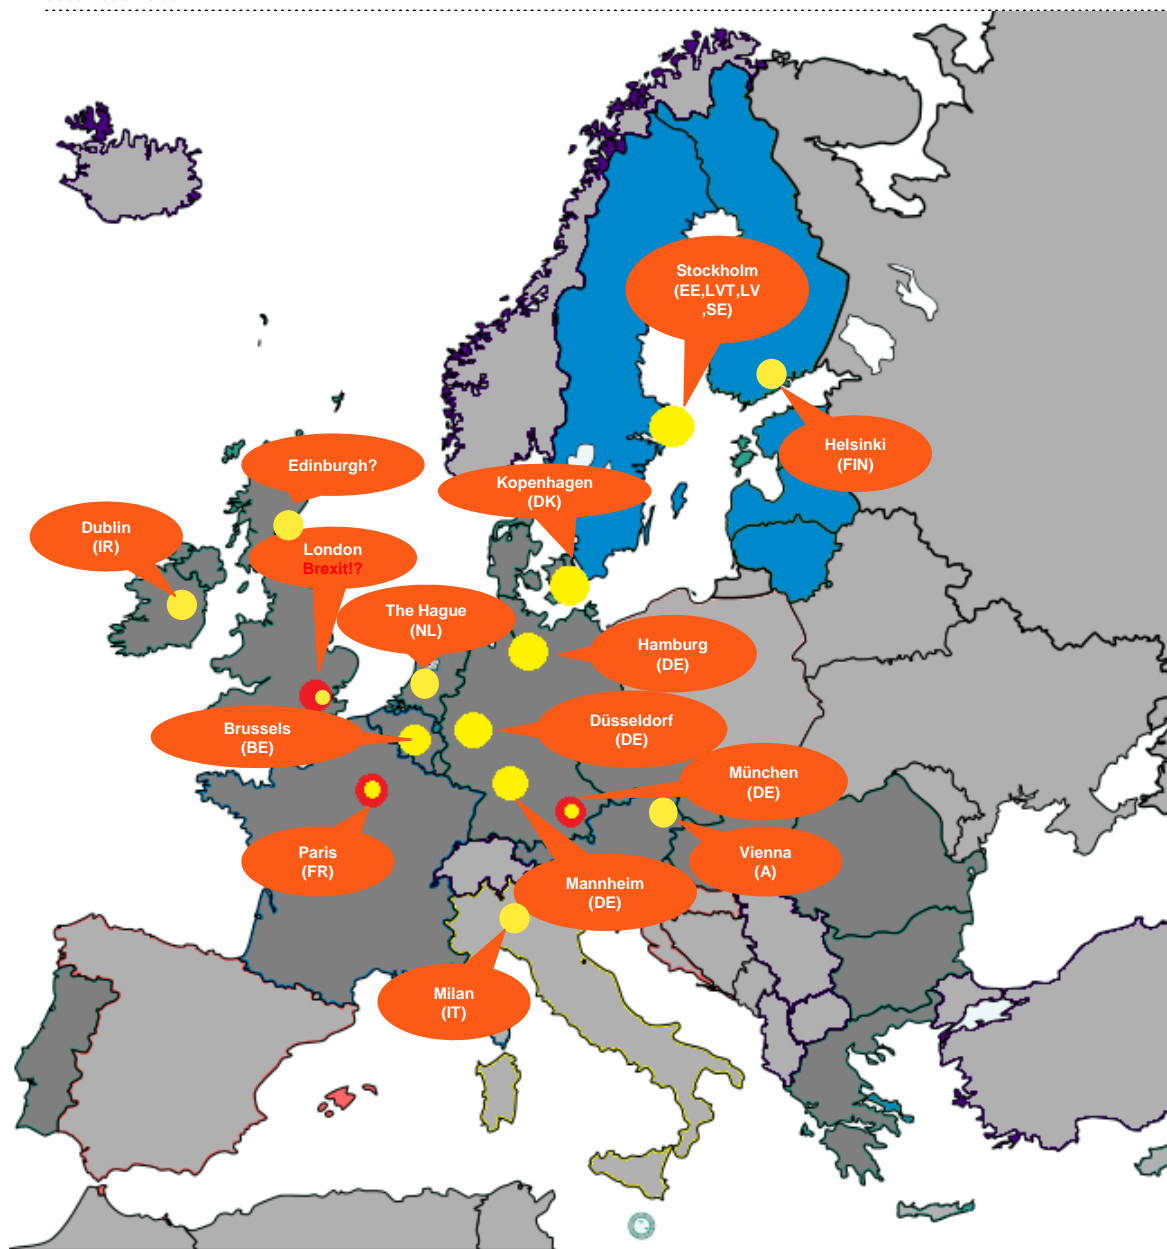 Stockholm
(EE,LVT,LV
,SE)
Helsinki
(FIN)
Edinburgh?
Kopenhagen
(DK)
Dublin
(IR)
London
Brexit!?
The Hague
(NL)
Hamburg
(DE)
Brussels
(BE)
Düsseldorf
(DE)
München
(DE)
Paris
(FR)
Vienna
(A)
Mannheim
(DE)
Milan
(IT)